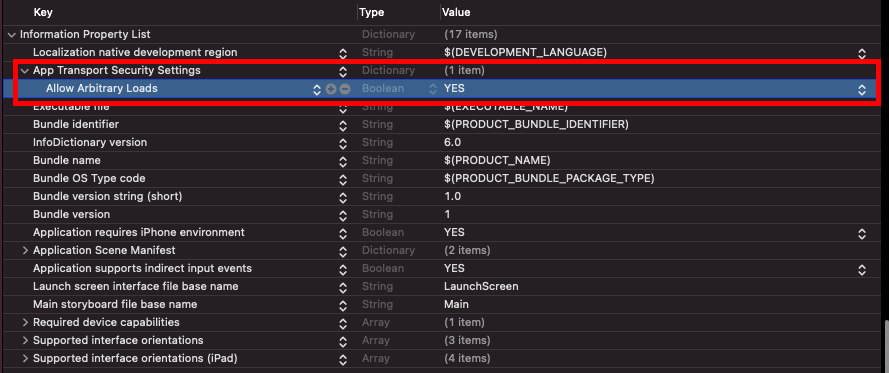 Key Type Value
Information Property List Dictionary (17 items)
Localization native development region String $(DEVELOPMENT_LANGUAGE)
App Transport Security Settings Dictionary (1 item)
Allow Arbitrary Loads Boolean YES
Executable file String $(EXECUTABLE_NAME)
Bundle identifier String $(PRODUCT_BUNDLE_IDENTIFIER)
InfoDictionary version String 6.0
Bundle name String $(PRODUCT_NAME)
Bundle OS Type code String $(PRODUCT_BUNDLE_PACKAGE_TYPE)
Bundle version string (short) String 1.0
Bundle version String 1
Application requires iPhone environment Boolean YES
Application Scene Manifest Dictionary (2 items)
Application supports indirect input events Boolean YES
Launch screen interface file base name String LaunchScreen
Main storyboard file base name String Main
Required device capabilities Array (1 item)
Supported interface orientations Array (3 items)
Supported interface orientations (iPad) Array (4 items)